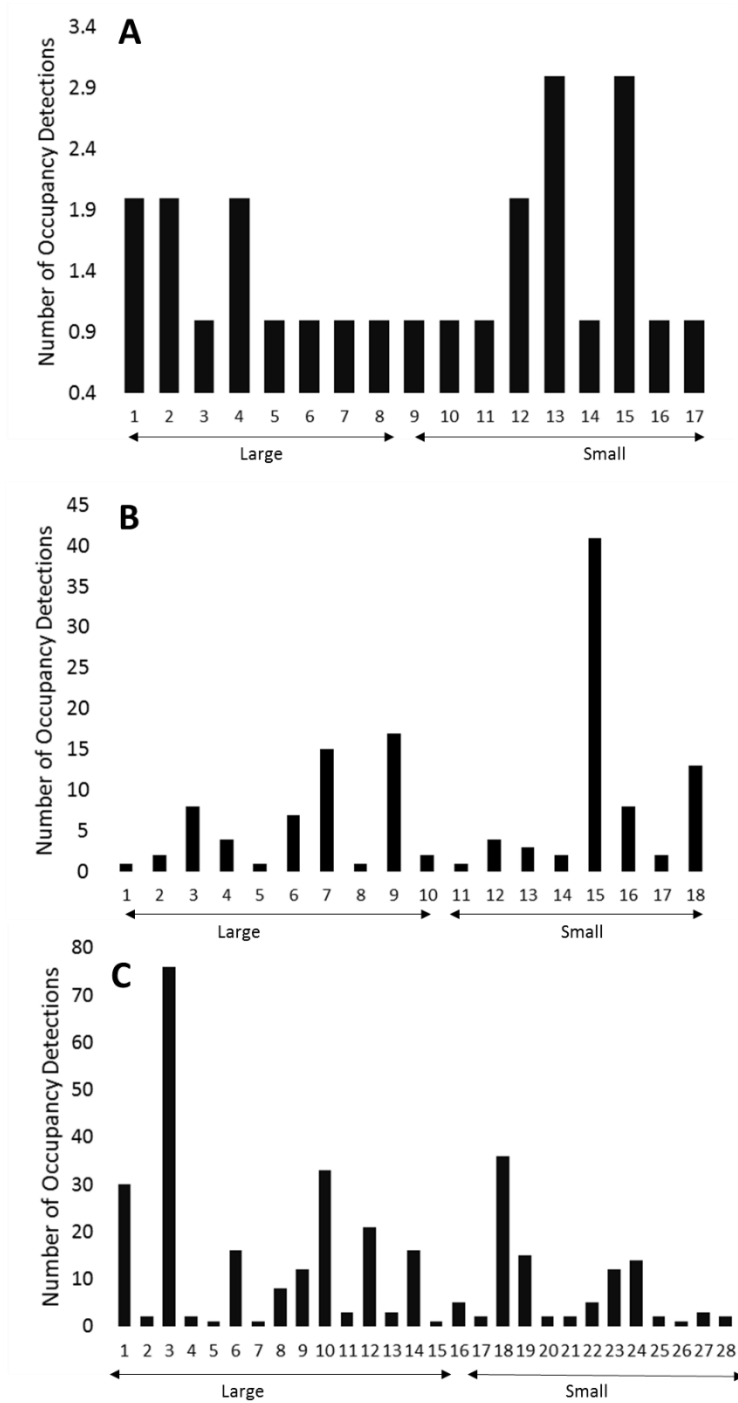 A
Number of Occupancy Detections
3.4
2.9
2.4
1.9
1.4
0.9
0.4
1 2 3 4 5 6 7 8 9 10 11 12 13 14 15 16 17
Large Small
B
Number of Occupancy Detections
45
40
35
30
25
20
15
10
5
0
1 2 3 4 5 6 7 8 9 10 11 12 13 14 15 16 17 18
Large Small
C
Number of Occupancy Detections
80
70
60
50
40
30
20
10
0
1 2 3 4 5 6 7 8 9 10 11 12 13 14 15 16 17 18 19 20 21 22 23 24 25 26 27 28
Large Small